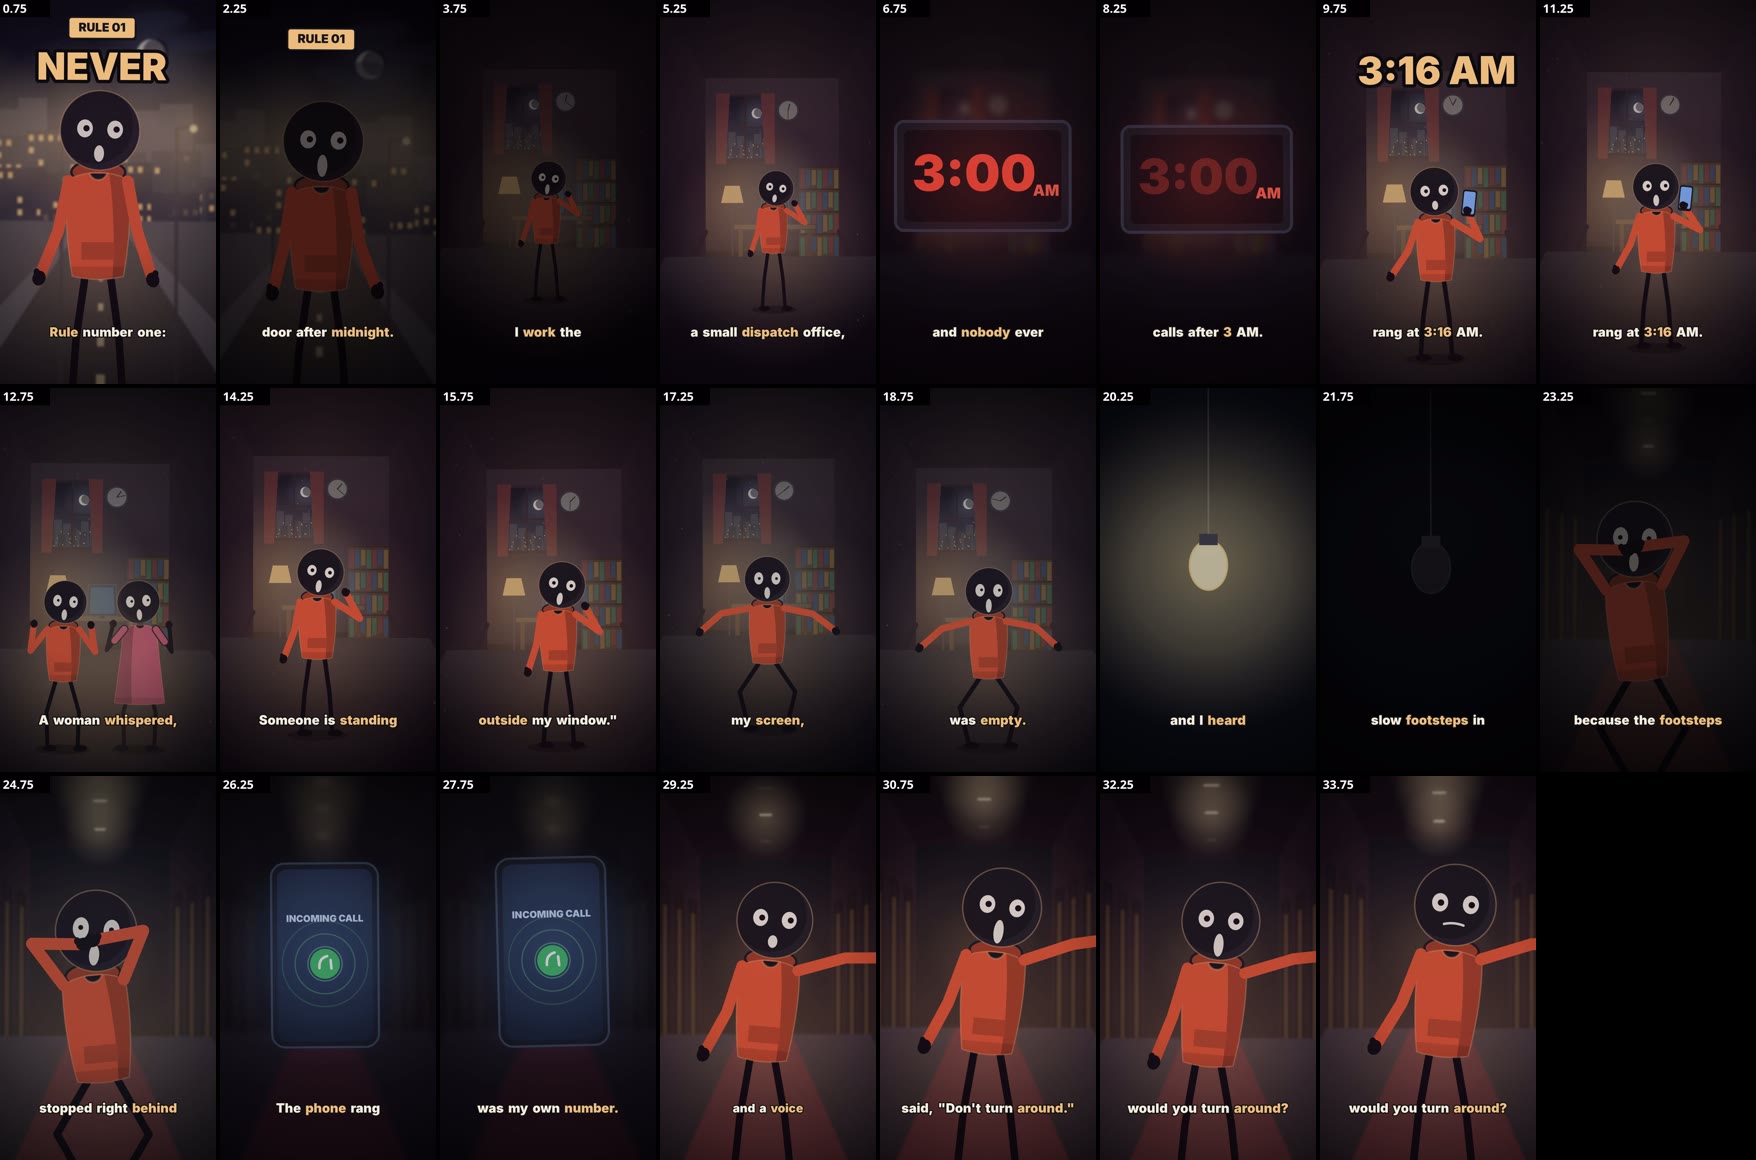 0.75
RULE 01
NEVER
Rule number one:
2.25
RULE 01
door after midnight.
3.75
I work the
5.25
a small dispatch office,
6.75
3:00 AM
and nobody ever
8.25
3:00 AM
calls after 3 AM.
9.75
3:16 AM
rang at 3:16 AM.
11.25
rang at 3:16 AM.
12.75
A woman whispered,
14.25
Someone is standing
15.75
outside my window."
17.25
my screen,
18.75
was empty.
20.25
and I heard
21.75
slow footsteps in
23.25
because the footsteps
24.75
stopped right behind
26.25
INCOMING CALL
The phone rang
27.75
INCOMING CALL
was my own number.
29.25
and a voice
30.75
said, "Don't turn around."
32.25
would you turn around?
33.75
would you turn around?